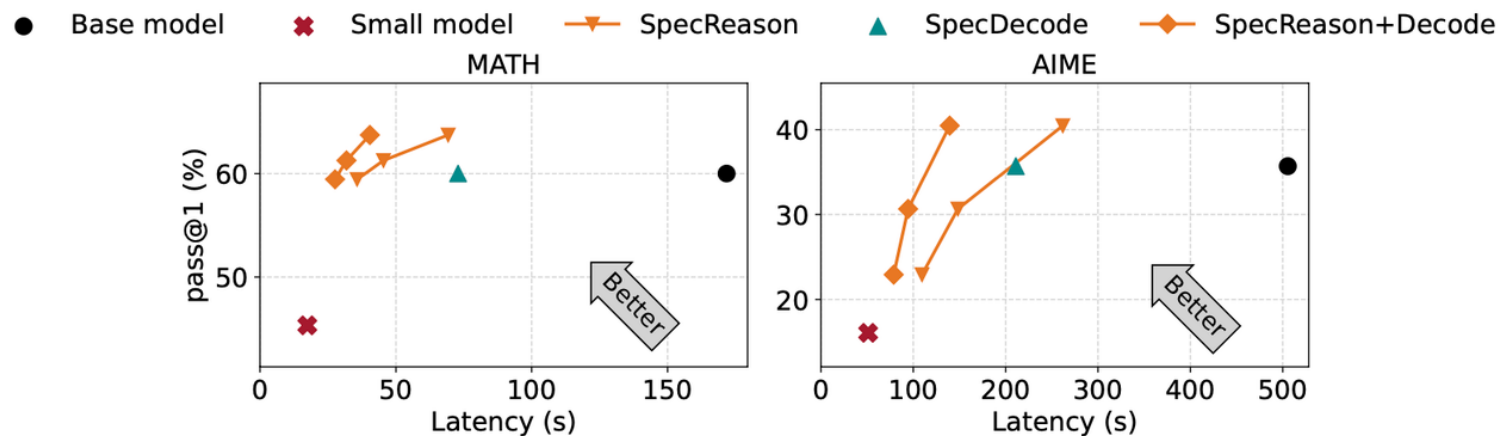 Base model Small model SpecReason SpecDecode SpecReason+Decode
MATH
pass@1 (%)
60
50
Better
0 50 100 150
Latency (s)
AIME
40
30
20
Better
0 100 200 300 400 500
Latency (s)